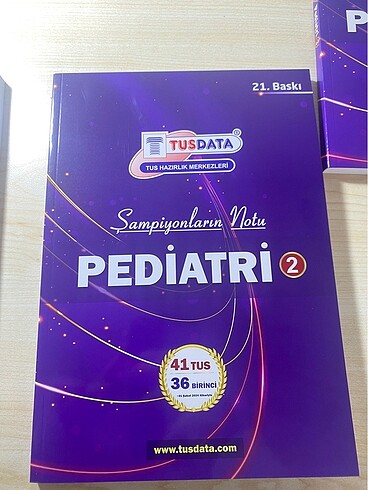 21. Baskı
TUSDATA
TUS HAZIRLIK MERKEZLERİ
Şampiyonların Notu
PEDİATRİ 2
41 TUS
36 BİRİNCİ
www.tusdata.com
TUSDATA
P